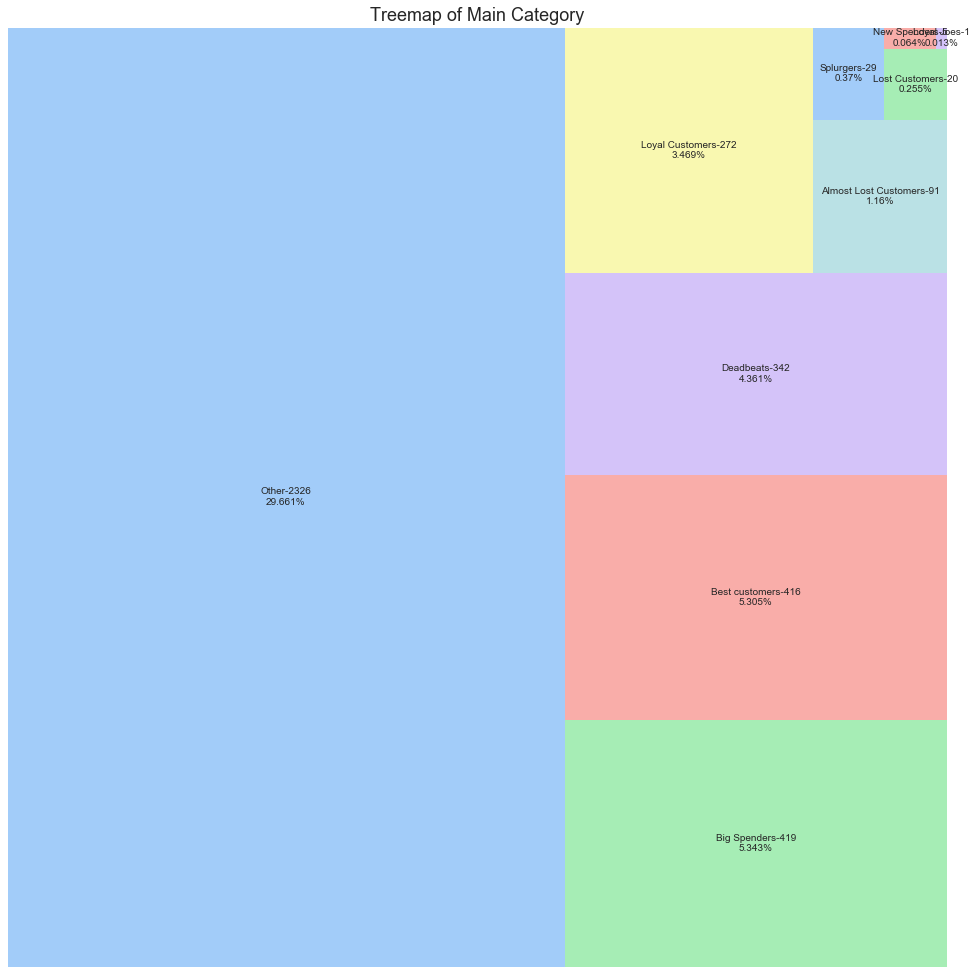 Treemap of Main Category
New Spenders-5
0.064%
Loyal Joes-1
0.013%
Splurgers-29
0.37%
Lost Customers-20
0.255%
Loyal Customers-272
3.469%
Almost Lost Customers-91
1.16%
Deadbeats-342
4.361%
Other-2326
29.661%
Best customers-416
5.305%
Big Spenders-419
5.343%